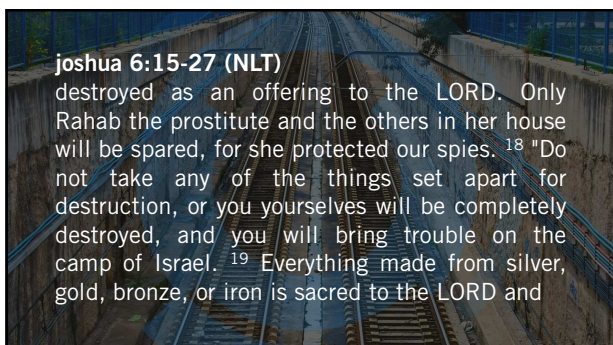 joshua 6:15-27 (NLT)
destroyed as an offering to the LORD. Only
Rahab the prostitute and the others in her house
will be spared, for she protected our spies. 18 "Do
not take any of the things set apart for
destruction, or you yourselves will be completely
destroyed, and you will bring trouble on the
camp of Israel. 19 Everything made from silver,
gold, bronze, or iron is sacred to the LORD and